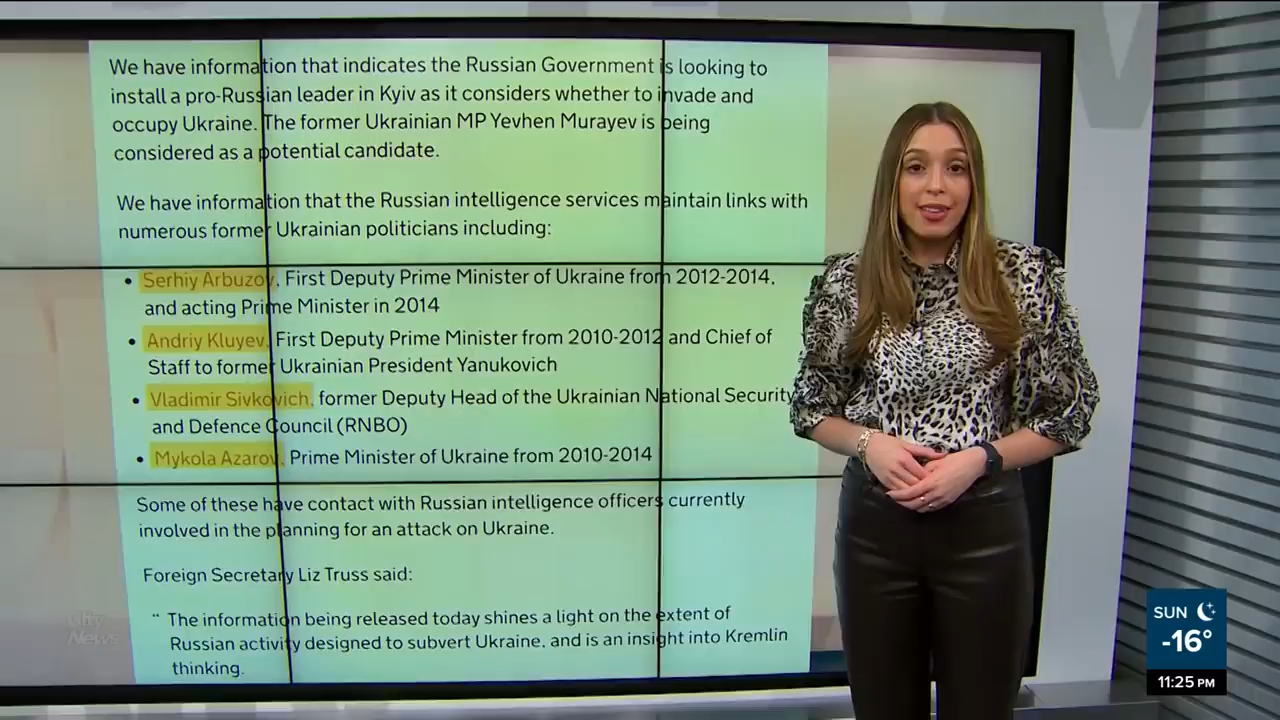 We have information that indicates the Russian Government is looking to
install a pro-Russian leader in Kyiv as it considers whether to invade and
occupy Ukraine. The former Ukrainian MP Yevhen Murayev is being
considered as a potential candidate.
We have information that the Russian intelligence services maintain links with
numerous former Ukrainian politicians including:
• Serhiy Arbuzov, First Deputy Prime Minister of Ukraine from 2012-2014,
and acting Prime Minister in 2014
• Andriy Kluyev, First Deputy Prime Minister from 2010-2012 and Chief of
Staff to former Ukrainian President Yanukovich
• Vladimir Sivkovich, former Deputy Head of the Ukrainian National Security
and Defence Council (RNBO)
• Mykola Azarov, Prime Minister of Ukraine from 2010-2014
Some of these have contact with Russian intelligence officers currently
involved in the planning for an attack on Ukraine.
Foreign Secretary Liz Truss said:
“ The information being released today shines a light on the extent of
Russian activity designed to subvert Ukraine, and is an insight into Kremlin
thinking.
City
News
SUN
-16°
11:25 PM